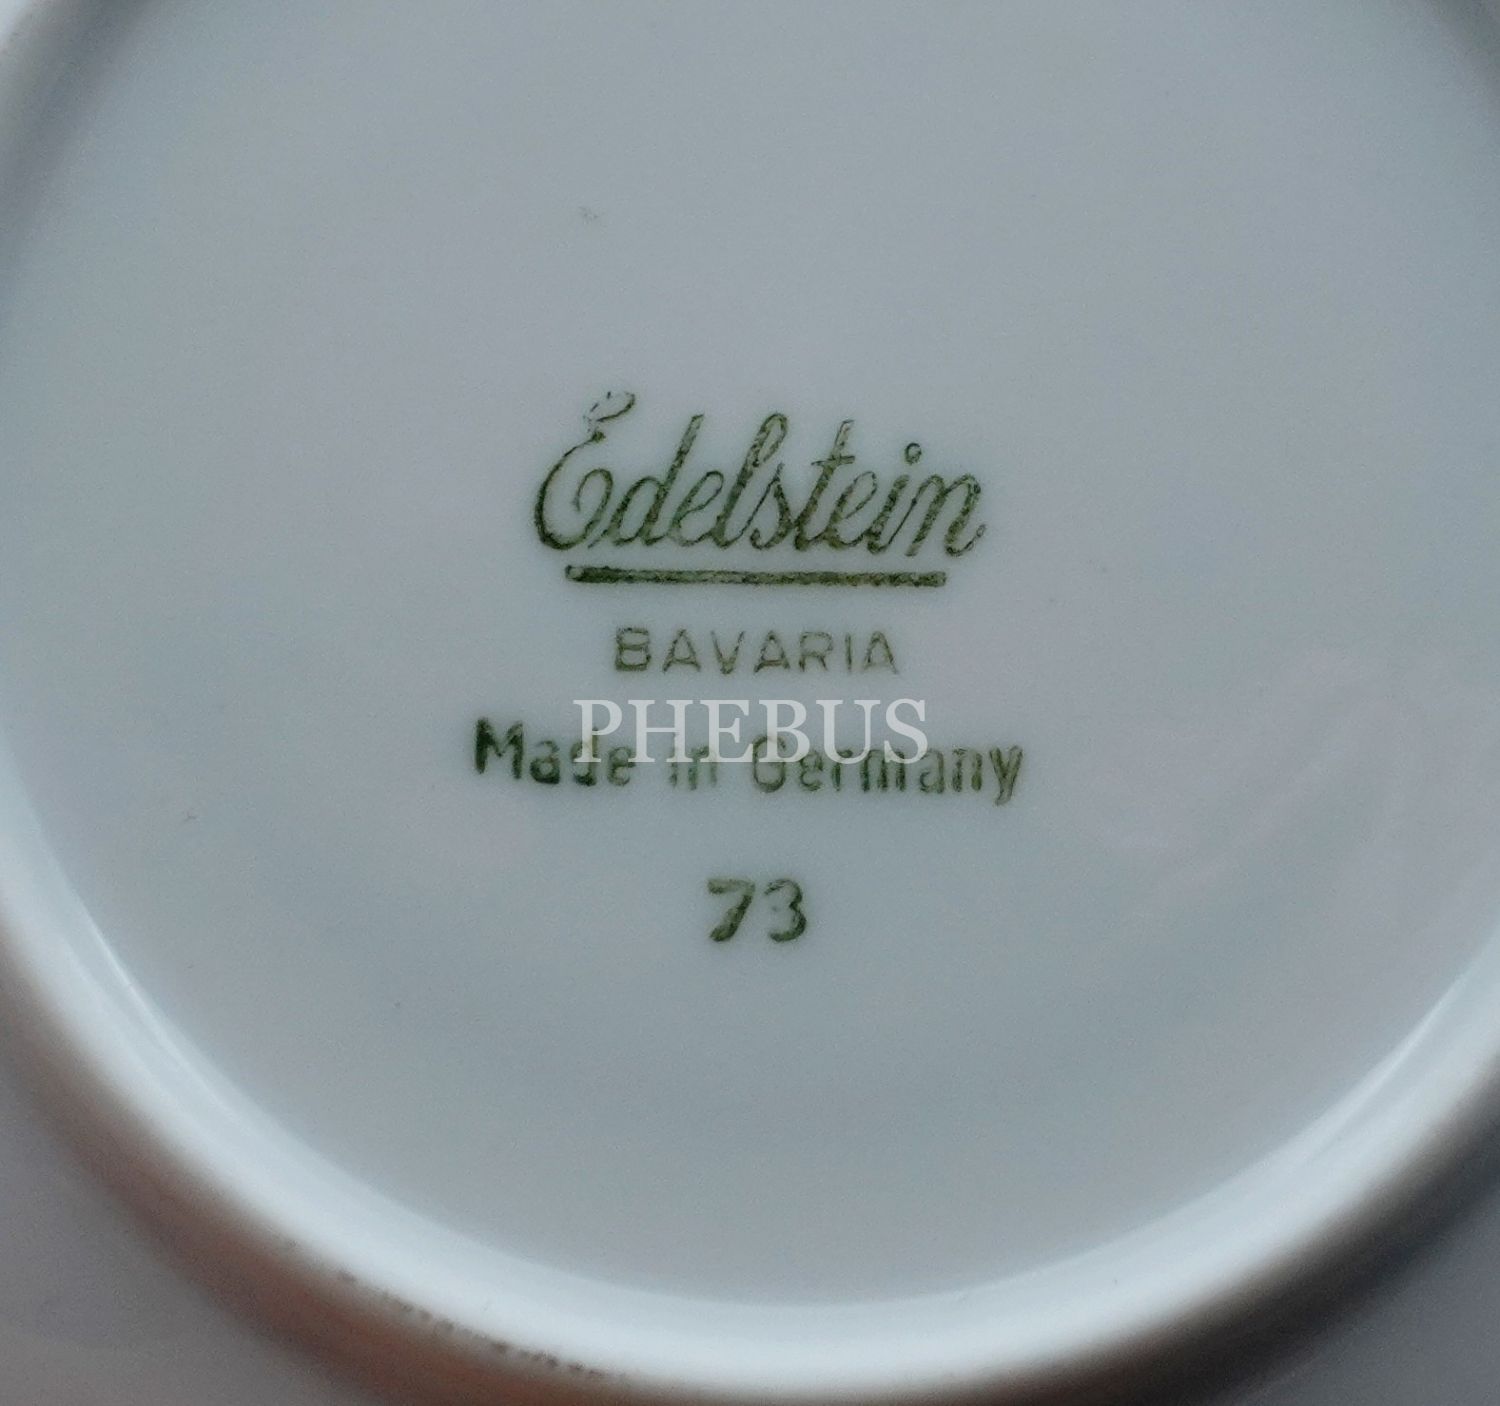 Edelstein
BAVARIA
PHEBUS
Made in Germany
73